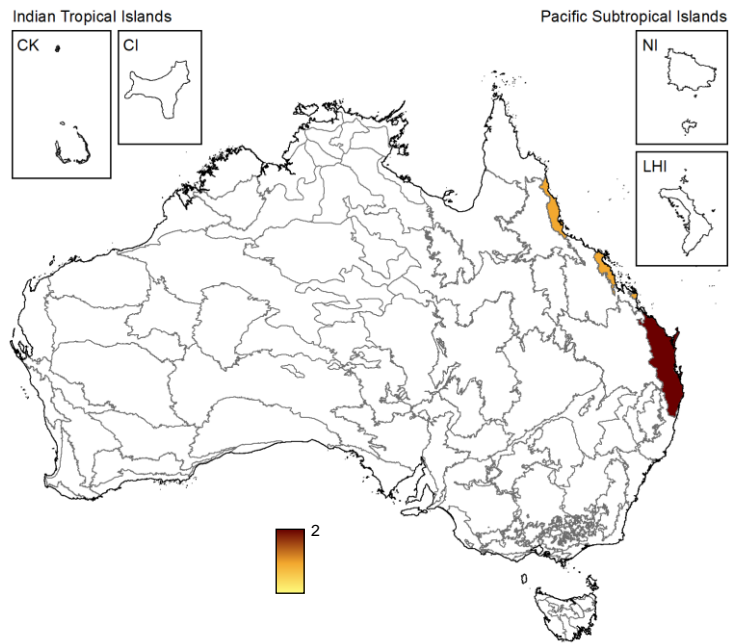 Indian Tropical Islands
Pacific Subtropical Islands
CK
CI
NI
LHI
2